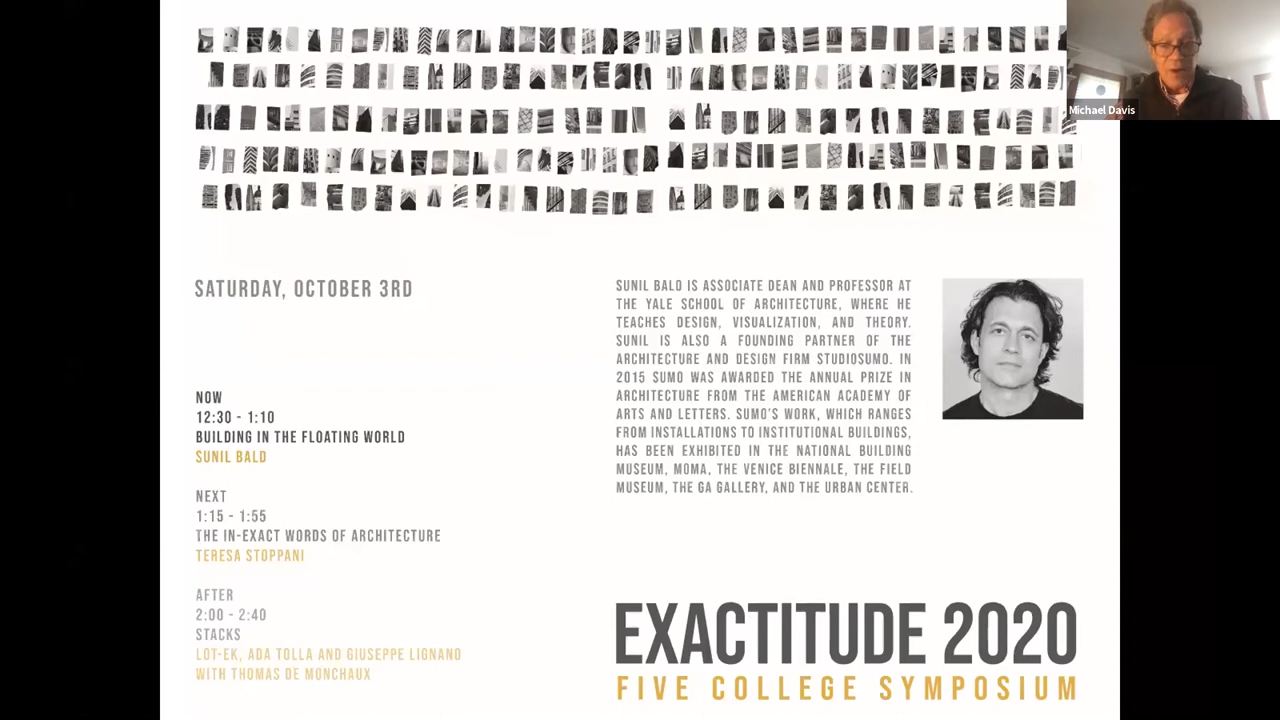 Michael Davis
SATURDAY, OCTOBER 3RD
NOW
12:30 - 1:10
BUILDING IN THE FLOATING WORLD
SUNIL BALD
NEXT
1:15 - 1:55
THE IN-EXACT WORDS OF ARCHITECTURE
TERESA STOPPANI
AFTER
2:00 - 2:40
STACKS
LOT-EK, ADA TOLLA AND GIUSEPPE LIGNANO
WITH THOMAS DE MONCHAUX
SUNIL BALD IS ASSOCIATE DEAN AND PROFESSOR AT
THE YALE SCHOOL OF ARCHITECTURE, WHERE HE
TEACHES DESIGN, VISUALIZATION, AND THEORY.
SUNIL IS ALSO A FOUNDING PARTNER OF THE
ARCHITECTURE AND DESIGN FIRM STUDIOSUMO. IN
2015 SUMO WAS AWARDED THE ANNUAL PRIZE IN
ARCHITECTURE FROM THE AMERICAN ACADEMY OF
ARTS AND LETTERS. SUMO'S WORK, WHICH RANGES
FROM INSTALLATIONS TO INSTITUTIONAL BUILDINGS,
HAS BEEN EXHIBITED IN THE NATIONAL BUILDING
MUSEUM, MOMA, THE VENICE BIENNALE, THE FIELD
MUSEUM, THE GA GALLERY, AND THE URBAN CENTER.
EXACTITUDE 2020
FIVE COLLEGE SYMPOSIUM